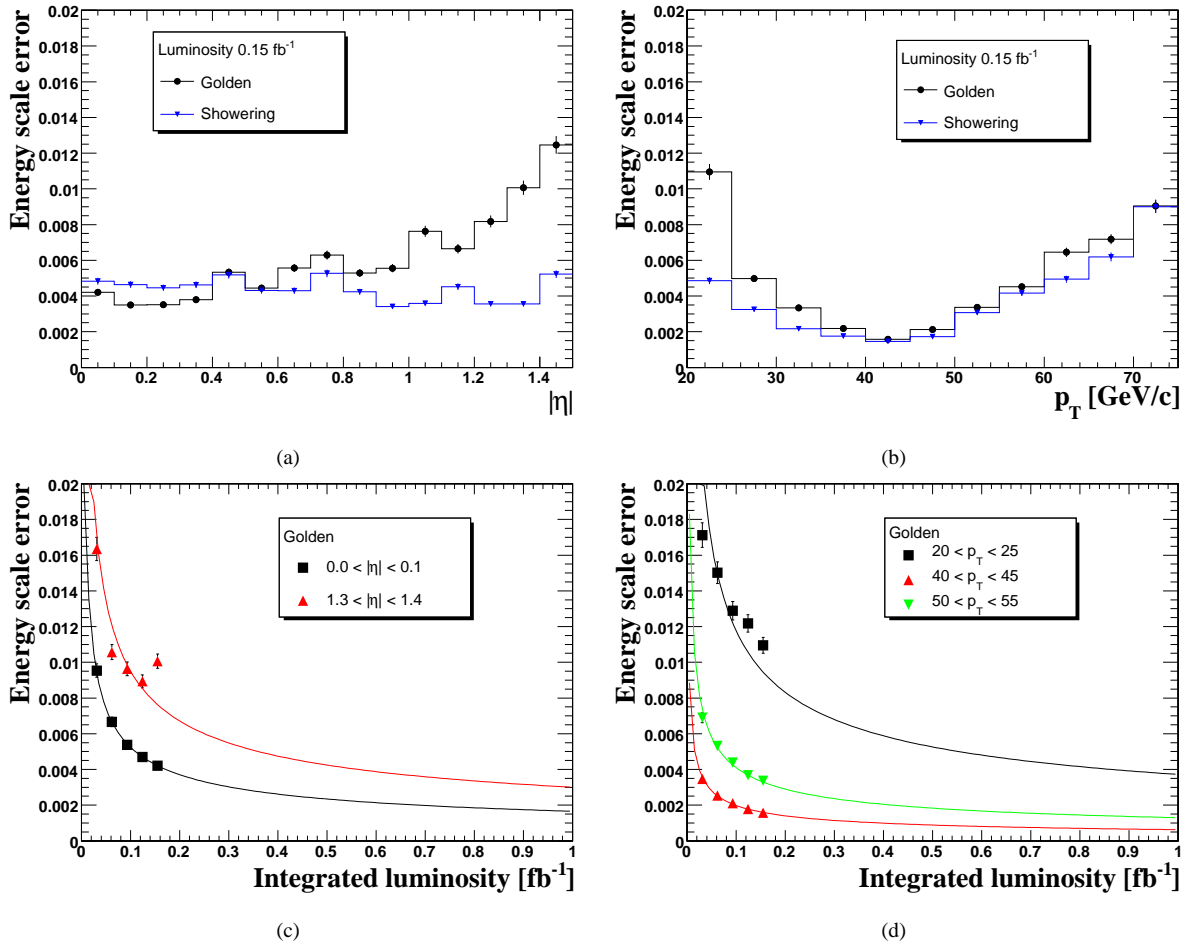 Energy scale error
0.02
0.018
0.016
0.014
0.012
0.01
0.008
0.006
0.004
0.002
0
Luminosity 0.15 fb⁻¹
Golden
Showering
0 0.2 0.4 0.6 0.8 1 1.2 1.4
|η|
(a)
Energy scale error
0.02
0.018
0.016
0.014
0.012
0.01
0.008
0.006
0.004
0.002
0
Luminosity 0.15 fb⁻¹
Golden
Showering
20 30 40 50 60 70
p_T [GeV/c]
(b)
Energy scale error
0.02
0.018
0.016
0.014
0.012
0.01
0.008
0.006
0.004
0.002
0
Golden
0.0 < |η| < 0.1
1.3 < |η| < 1.4
0 0.1 0.2 0.3 0.4 0.5 0.6 0.7 0.8 0.9 1
Integrated luminosity [fb⁻¹]
(c)
Energy scale error
0.02
0.018
0.016
0.014
0.012
0.01
0.008
0.006
0.004
0.002
0
Golden
20 < p_T < 25
40 < p_T < 45
50 < p_T < 55
0 0.1 0.2 0.3 0.4 0.5 0.6 0.7 0.8 0.9 1
Integrated luminosity [fb⁻¹]
(d)